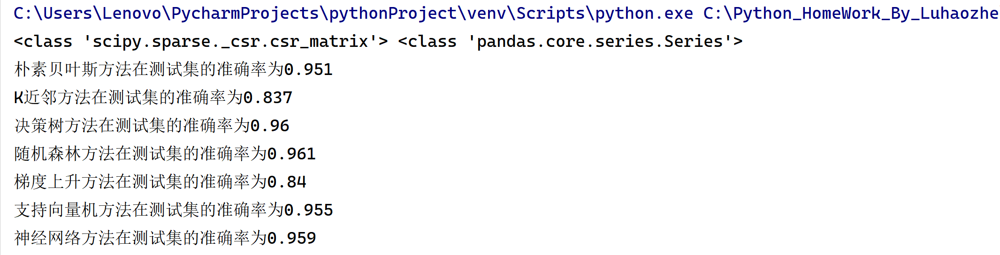 C:\Users\Lenovo\PycharmProjects\pythonProject\venv\Scripts\python.exe C:\Python_HomeWork_By_Luhaozhe
<class 'scipy.sparse._csr.csr_matrix'> <class 'pandas.core.series.Series'>
朴素贝叶斯方法在测试集的准确率为0.951
K近邻方法在测试集的准确率为0.837
决策树方法在测试集的准确率为0.96
随机森林方法在测试集的准确率为0.961
梯度上升方法在测试集的准确率为0.84
支持向量机方法在测试集的准确率为0.955
神经网络方法在测试集的准确率为0.959